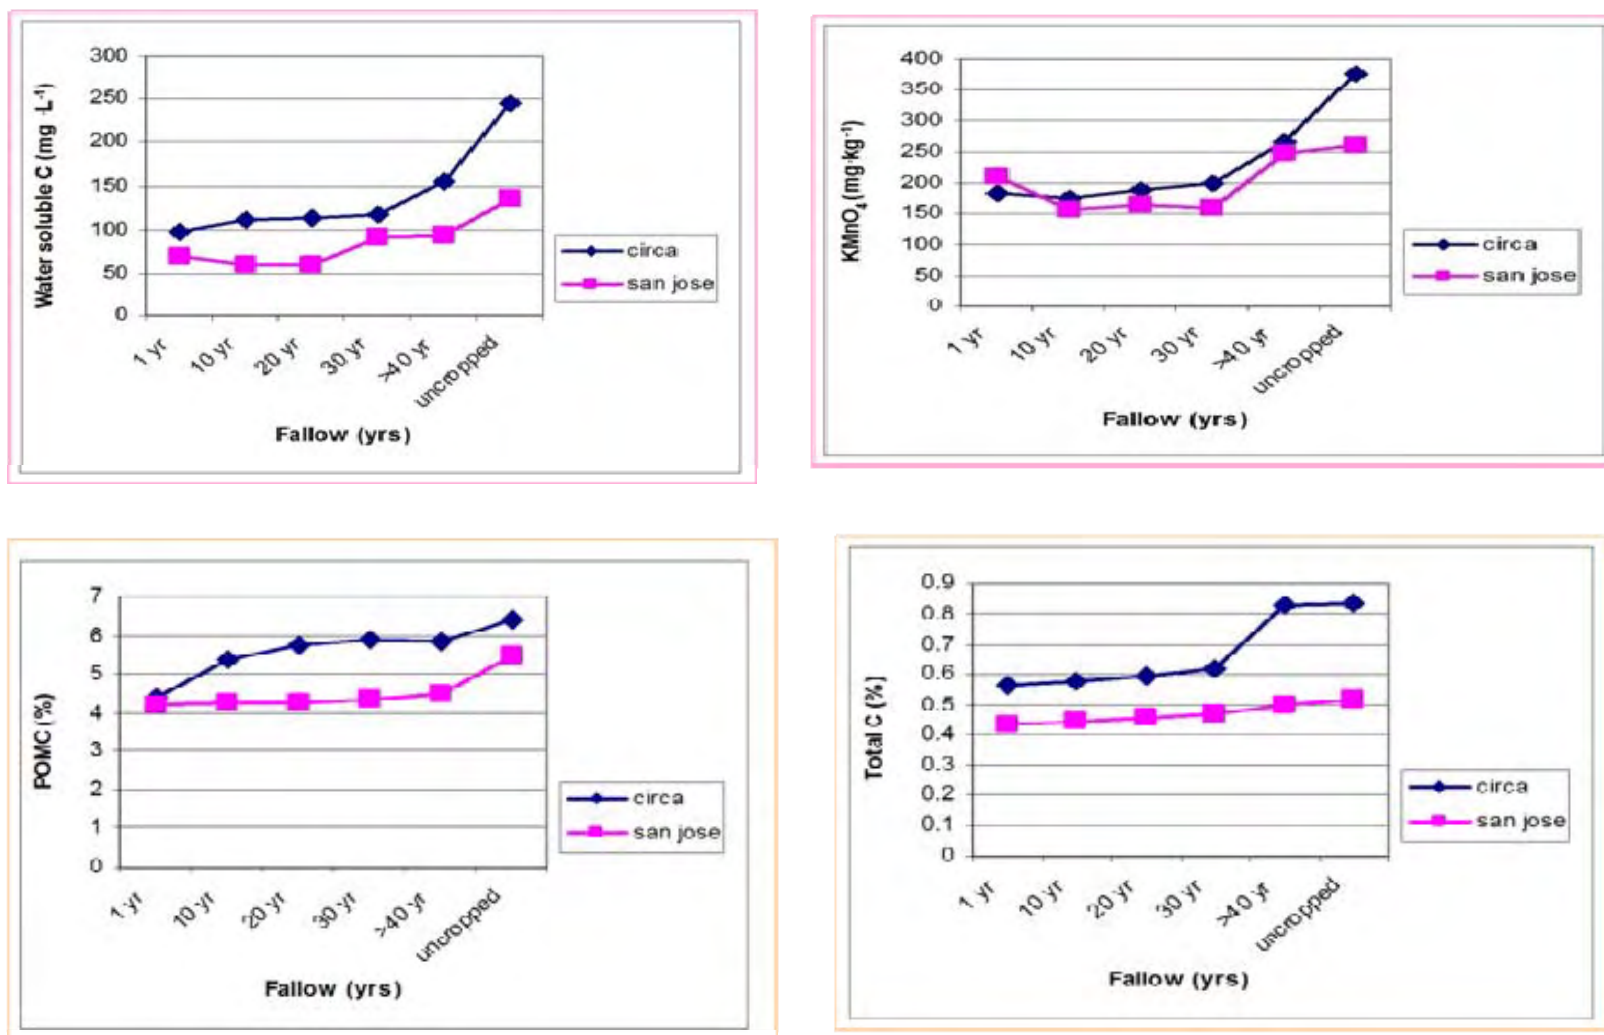 300
250
200
150
100
50
0
Water soluble C (mg ·L⁻¹)
1 yr
10 yr
20 yr
30 yr
>40 yr
uncropped
Fallow (yrs)
circa
san jose
400
350
300
250
200
150
100
50
0
KMnO₄ (mg·kg⁻¹)
1 yr
10 yr
20 yr
30 yr
>40 yr
uncropped
Fallow (yrs)
circa
san jose
7
6
5
4
3
2
1
0
POMC (%)
1 yr
10 yr
20 yr
30 yr
>40 yr
uncropped
Fallow (yrs)
circa
san jose
0.9
0.8
0.7
0.6
0.5
0.4
0.3
0.2
0.1
0
Total C (%)
1 yr
10 yr
20 yr
30 yr
>40 yr
uncropped
Fallow (yrs)
circa
san jose